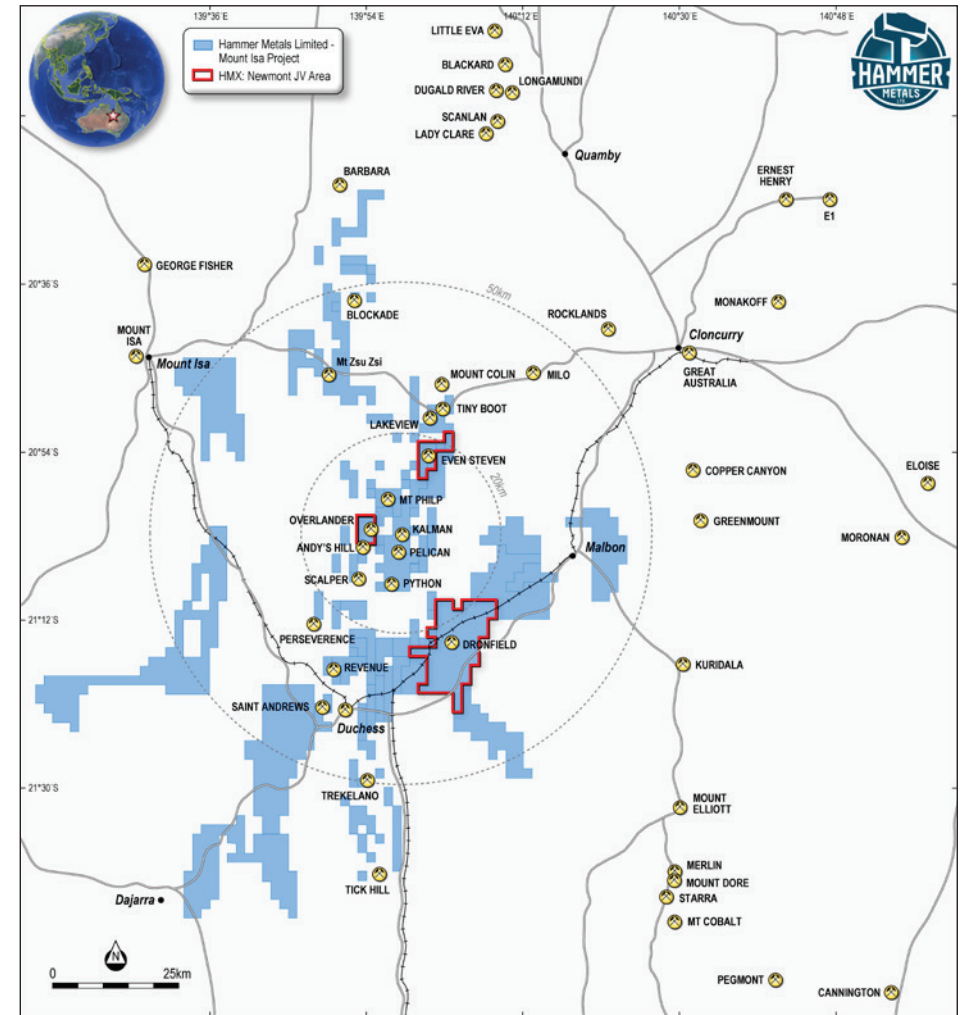 139°36'
139°54'
140°12'
140°30'
140°48'
Hammer Metals Limited -
Mount Isa Project
HMX: Newmont JV Area
HAMMER
METALS
LTD
LITTLE EVA
BLACKARD
DUGALD RIVER
LONGAMUNDI
SCANLAN
LADY CLARE
Quamby
BARBARA
ERNEST
HENRY
E1
GEORGE FISHER
20°36'S
50km
BLOCKADE
ROCKLANDS
MONAKOFF
MOUNT
ISA
Mount Isa
Cloncurry
GREAT
AUSTRALIA
Mt Zsu Zsi
MOUNT COLIN
MILO
TINY BOOT
LAKEVIEW
20°54'S
EVEN STEVEN
20km
COPPER CANYON
ELOISE
MT PHILP
OVERLANDER
KALMAN
GREENMOUNT
ANDY'S HILL
PELICAN
Malbon
MORONAN
SCALPER
PYTHON
21°12'S
PERSEVERENCE
DRONFIELD
REVENUE
KURIDALA
SAINT ANDREWS
Duchess
21°30'S
TREKELANO
MOUNT
ELLIOTT
TICK HILL
MERLIN
MOUNT DORE
STARRA
Dajarra
MT COBALT
N
0
25km
PEGMONT
CANNINGTON